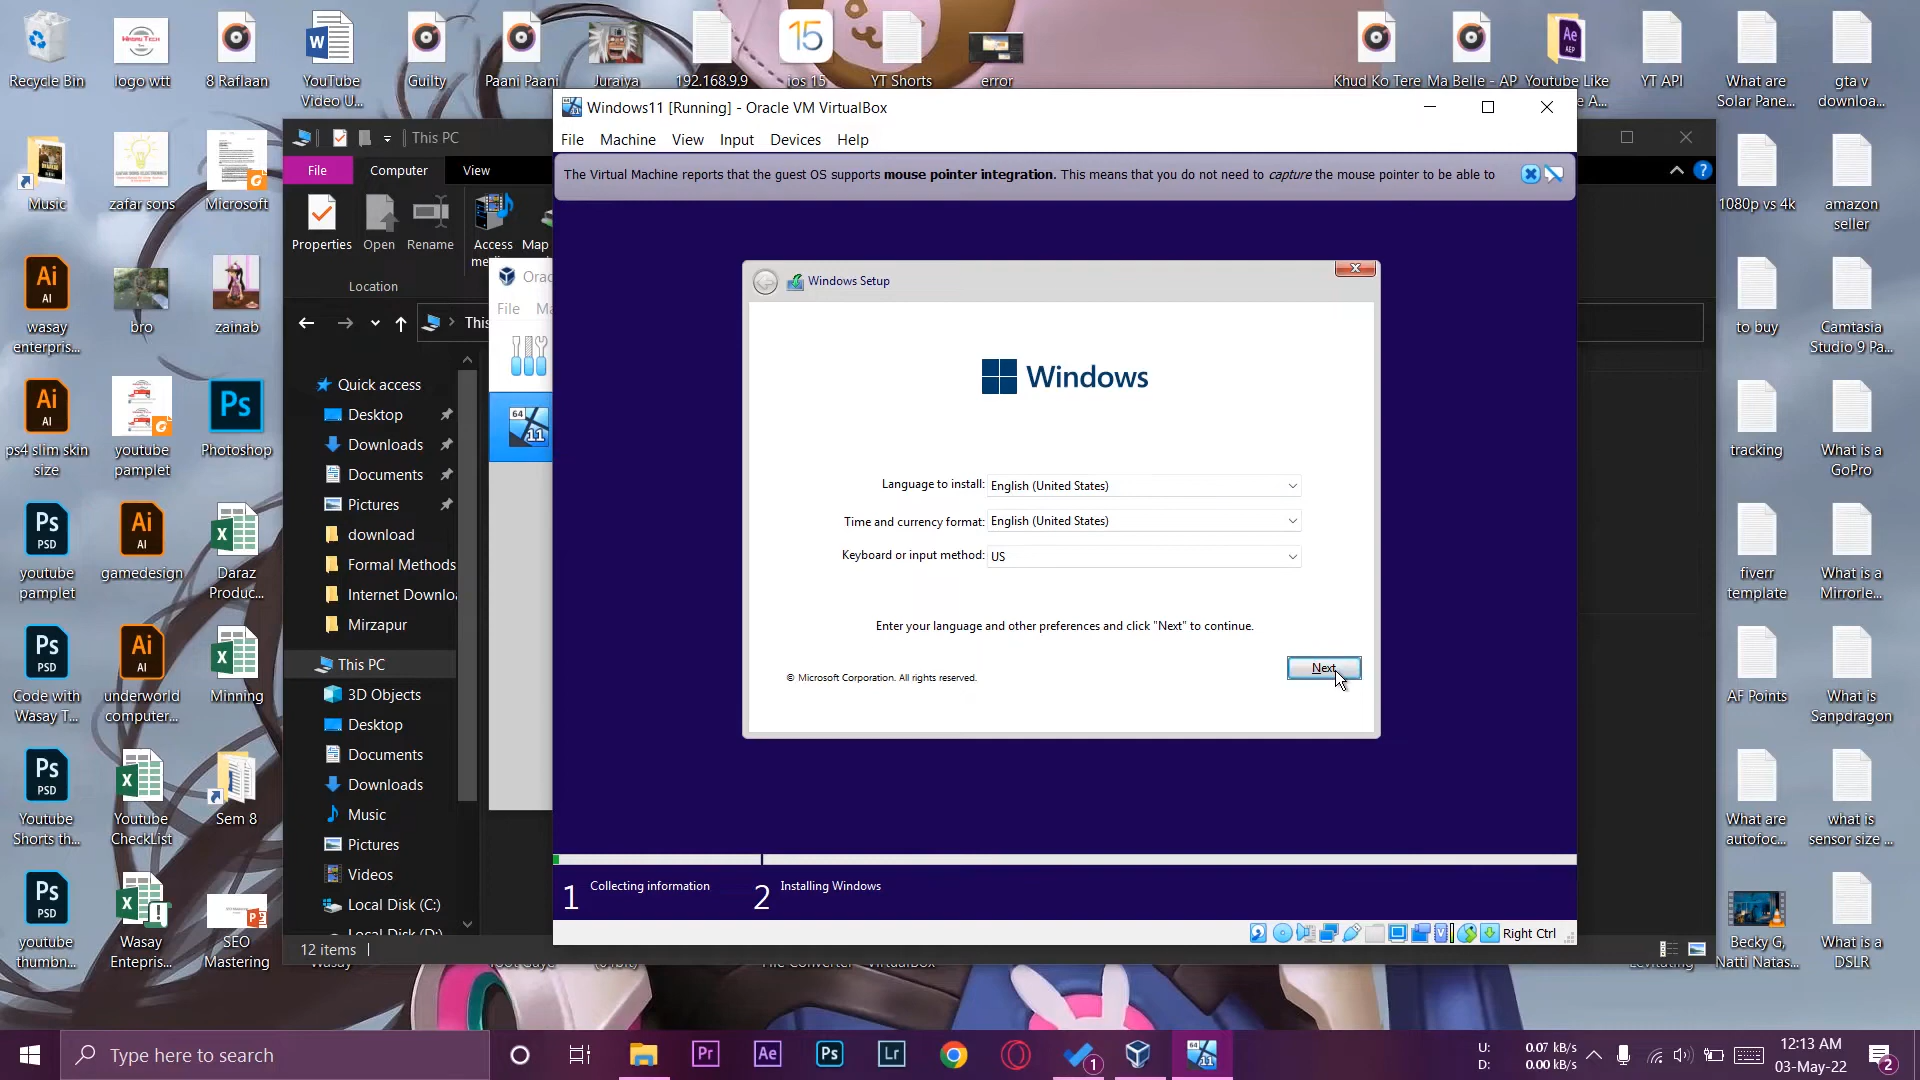 Recycle Bin
logo wtt
8 Raflaan
YouTube
Video U...
Guilty
Paani Paani
Juraiya
192.168.9.9
15
ios 15
YT Shorts
error
Khud Ko Tere
Ma Belle - AP
Youtube Like
YT API
What are
Solar Pane...
gta v
downloa...
Music
zafar sons
Microsoft
1080p vs 4k
amazon
seller
wasay
enterpris...
bro
zainab
to buy
Camtasia
Studio 9 Pa...
ps4 slim skin
size
youtube
pamplet
Photoshop
tracking
What is a
GoPro
youtube
pamplet
gamedesign
Daraz
Produc...
fiverr
template
What is a
Mirrorle...
Code with
Wasay T...
underworld
computer...
Minning
AF Points
What is
Sanpdragon
Youtube
Shorts th...
Youtube
CheckList
Sem 8
What are
autofoc...
what is
sensor size ...
youtube
thumbn...
Wasay
Entepris...
SEO
Mastering
Becky G,
Natti Natas...
What is a
DSLR
This PC
File
Computer
View
Properties
Open
Rename
Access
Map
Location
Quick access
Desktop
Downloads
Documents
Pictures
download
Formal Methods
Internet Downlo
Mirzapur
This PC
3D Objects
Desktop
Documents
Downloads
Music
Pictures
Videos
Local Disk (C:)
12 items
Windows11 [Running] - Oracle VM VirtualBox
File Machine View Input Devices Help
The Virtual Machine reports that the guest OS supports mouse pointer integration. This means that you do not need to capture the mouse pointer to be able to
Windows Setup
Windows
Language to install: English (United States)
Time and currency format: English (United States)
Keyboard or input method: US
Enter your language and other preferences and click "Next" to continue.
Next
© Microsoft Corporation. All rights reserved.
1 Collecting information
2 Installing Windows
Right Ctrl
Type here to search
U: 0.07 kB/s
D: 0.00 kB/s
12:13 AM
03-May-22